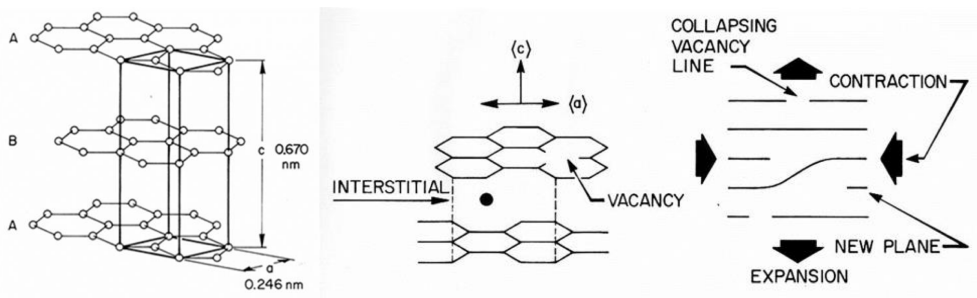 A
B
A
c 0.670
nm
a
0.246 nm
⟨c⟩
⟨a⟩
INTERSTITIAL
VACANCY
COLLAPSING
VACANCY
LINE
CONTRACTION
NEW PLANE
EXPANSION